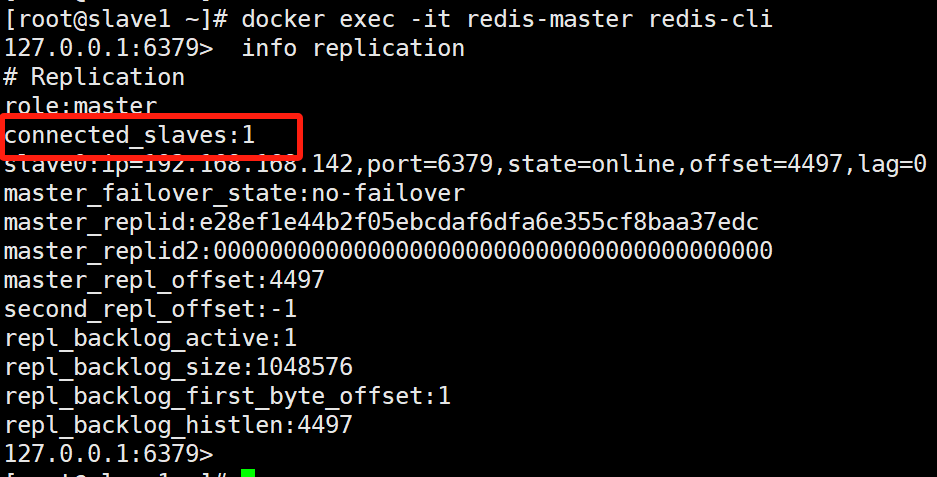 [root@slave1 ~]# docker exec -it redis-master redis-cli
127.0.0.1:6379>  info replication
# Replication
role:master
connected_slaves:1
slave0:ip=192.168.168.142,port=6379,state=online,offset=4497,lag=0
master_failover_state:no-failover
master_replid:e28ef1e44b2f05ebcdaf6dfa6e355cf8baa37edc
master_replid2:0000000000000000000000000000000000000000
master_repl_offset:4497
second_repl_offset:-1
repl_backlog_active:1
repl_backlog_size:1048576
repl_backlog_first_byte_offset:1
repl_backlog_histlen:4497
127.0.0.1:6379>